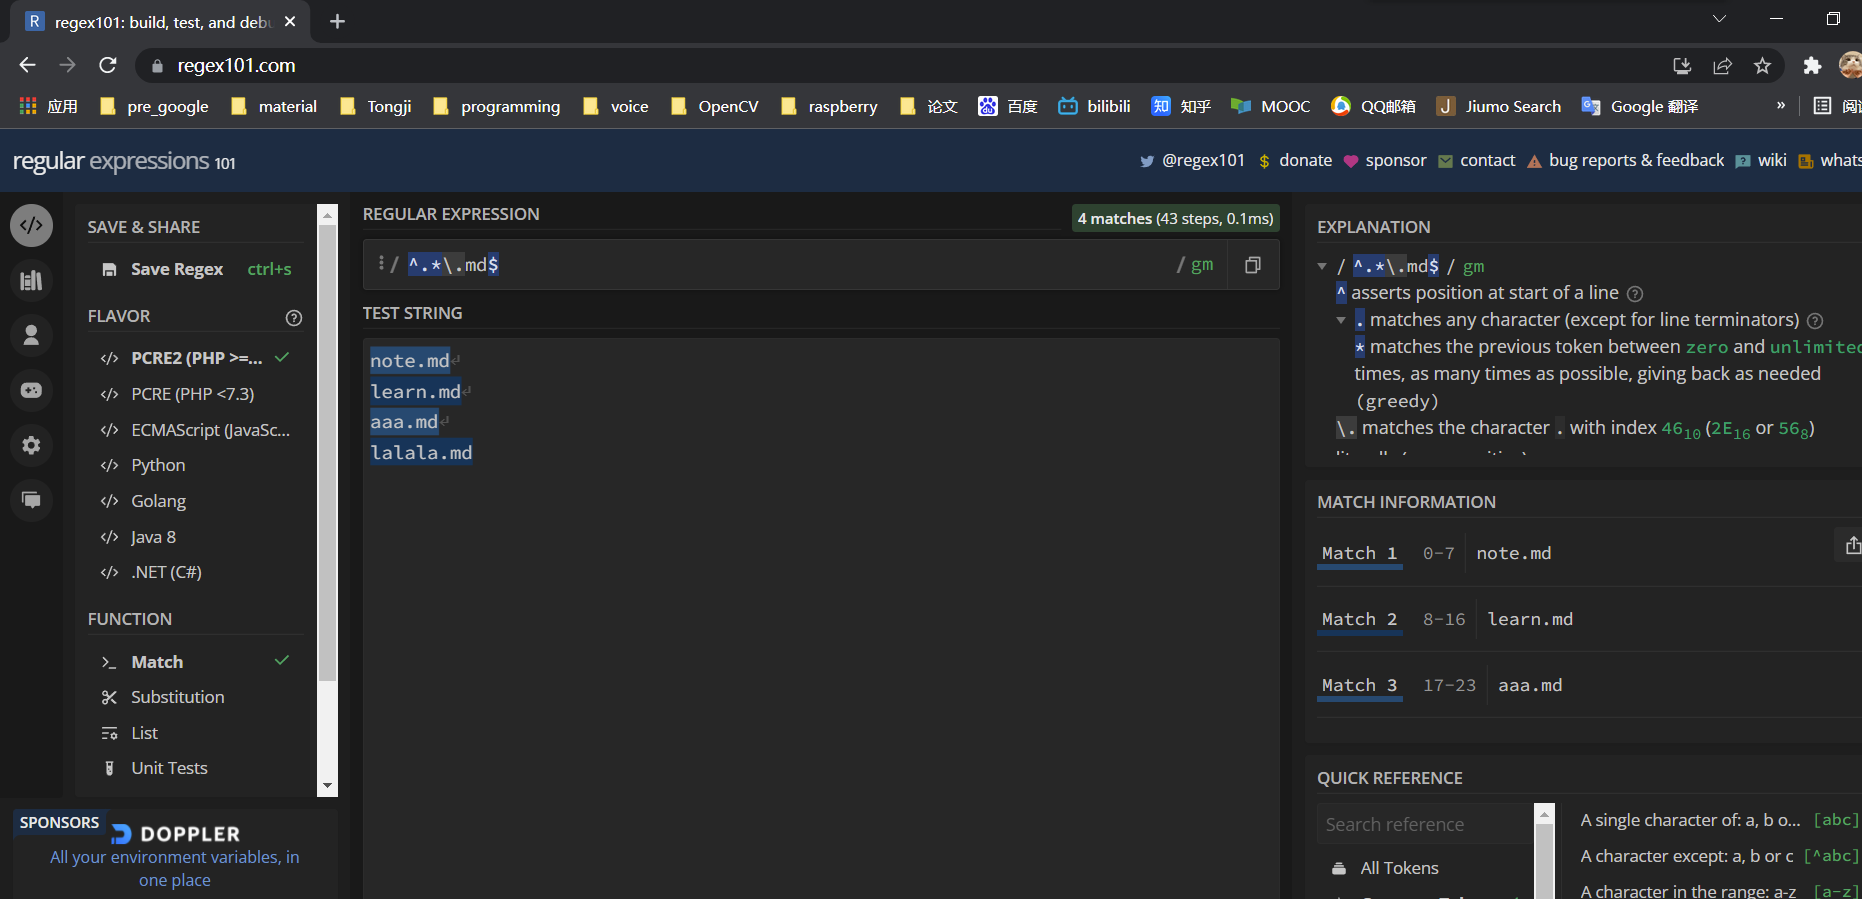 R regex101: build, test, and deb
regex101.com
应用 pre_google material Tongji programming voice OpenCV raspberry 论文 百度 bilibili 知 知乎 MOOC QQ邮箱 J Jiumo Search Google 翻译 » 阅
regular expressions 101
@regex101 $ donate sponsor contact bug reports & feedback wiki whats
SAVE & SHARE
Save Regex ctrl+s
FLAVOR
</> PCRE2 (PHP >=...
</> PCRE (PHP <7.3)
</> ECMAScript (JavaSc...
</> Python
</> Golang
</> Java 8
</> .NET (C#)
FUNCTION
Match
Substitution
List
Unit Tests
SPONSORS
DOPPLER
All your environment variables, in
one place
REGULAR EXPRESSION
4 matches (43 steps, 0.1ms)
/ ^.*\.md$ / gm
TEST STRING
note.md↵
learn.md↵
aaa.md↵
lalala.md
EXPLANATION
/ ^.*\.md$ / gm
^ asserts position at start of a line
. matches any character (except for line terminators)
* matches the previous token between zero and unlimited
times, as many times as possible, giving back as needed
(greedy)
\. matches the character . with index 46₁₀ (2E₁₆ or 56₈)
MATCH INFORMATION
Match 1 0-7 note.md
Match 2 8-16 learn.md
Match 3 17-23 aaa.md
QUICK REFERENCE
Search reference
All Tokens
A single character of: a, b o... [abc]
A character except: a, b or c [^abc]
A character in the range: a-z [a-z]